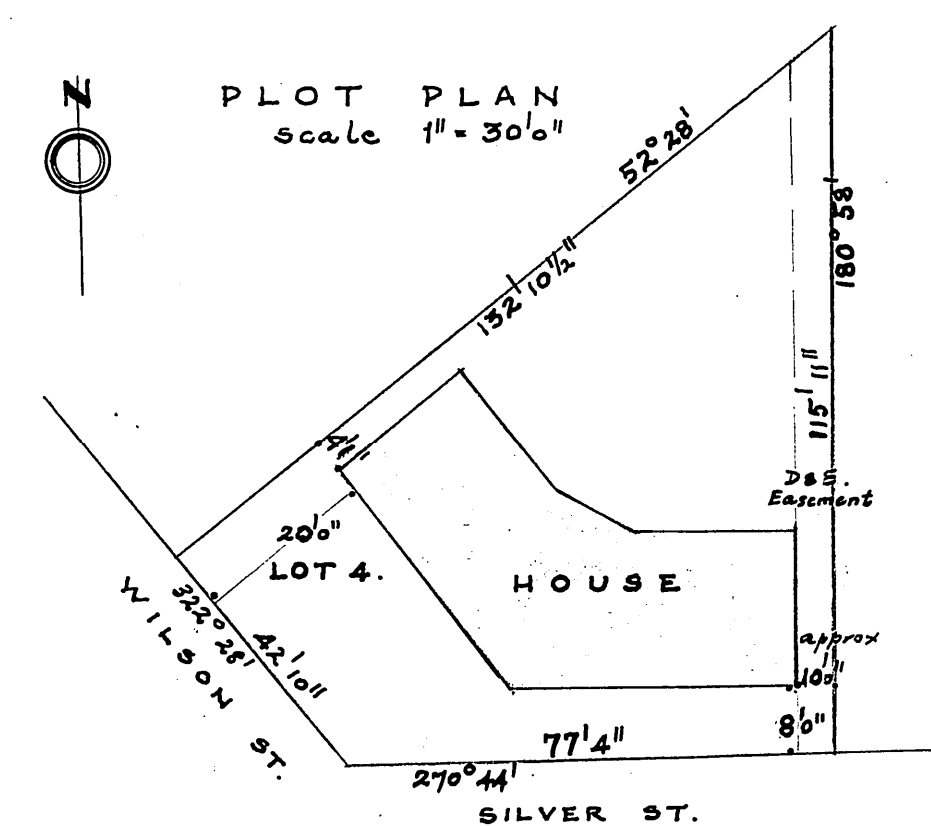 N
PLOT PLAN
scale 1" = 30'0"
52° 28'
180° 58'
132' 10½"
115' 11"
D & E.
Easement
20'0"
LOT 4.
HOUSE
WILSON ST.
322° 28'
42' 10"
approx
10'0"
8'0"
77'4"
270° 44'
SILVER ST.